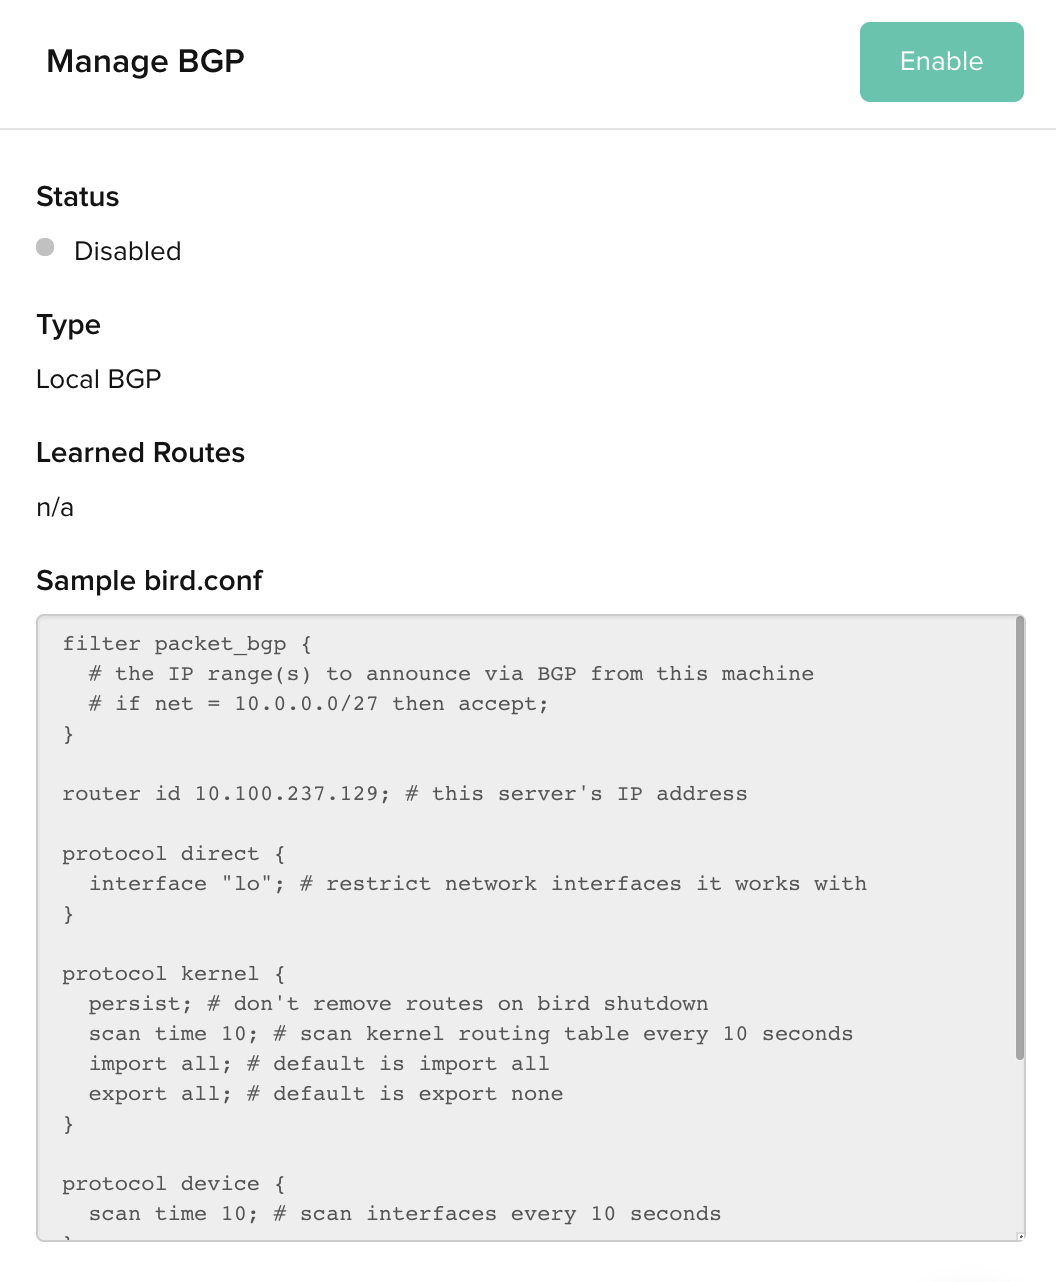 Manage BGP
Enable
Status
Disabled
Type
Local BGP
Learned Routes
n/a
Sample bird.conf
filter packet_bgp {
  # the IP range(s) to announce via BGP from this machine
  # if net = 10.0.0.0/27 then accept;
}
router id 10.100.237.129; # this server's IP address
protocol direct {
  interface "lo"; # restrict network interfaces it works with
}
protocol kernel {
  persist; # don't remove routes on bird shutdown
  scan time 10; # scan kernel routing table every 10 seconds
  import all; # default is import all
  export all; # default is export none
}
protocol device {
  scan time 10; # scan interfaces every 10 seconds